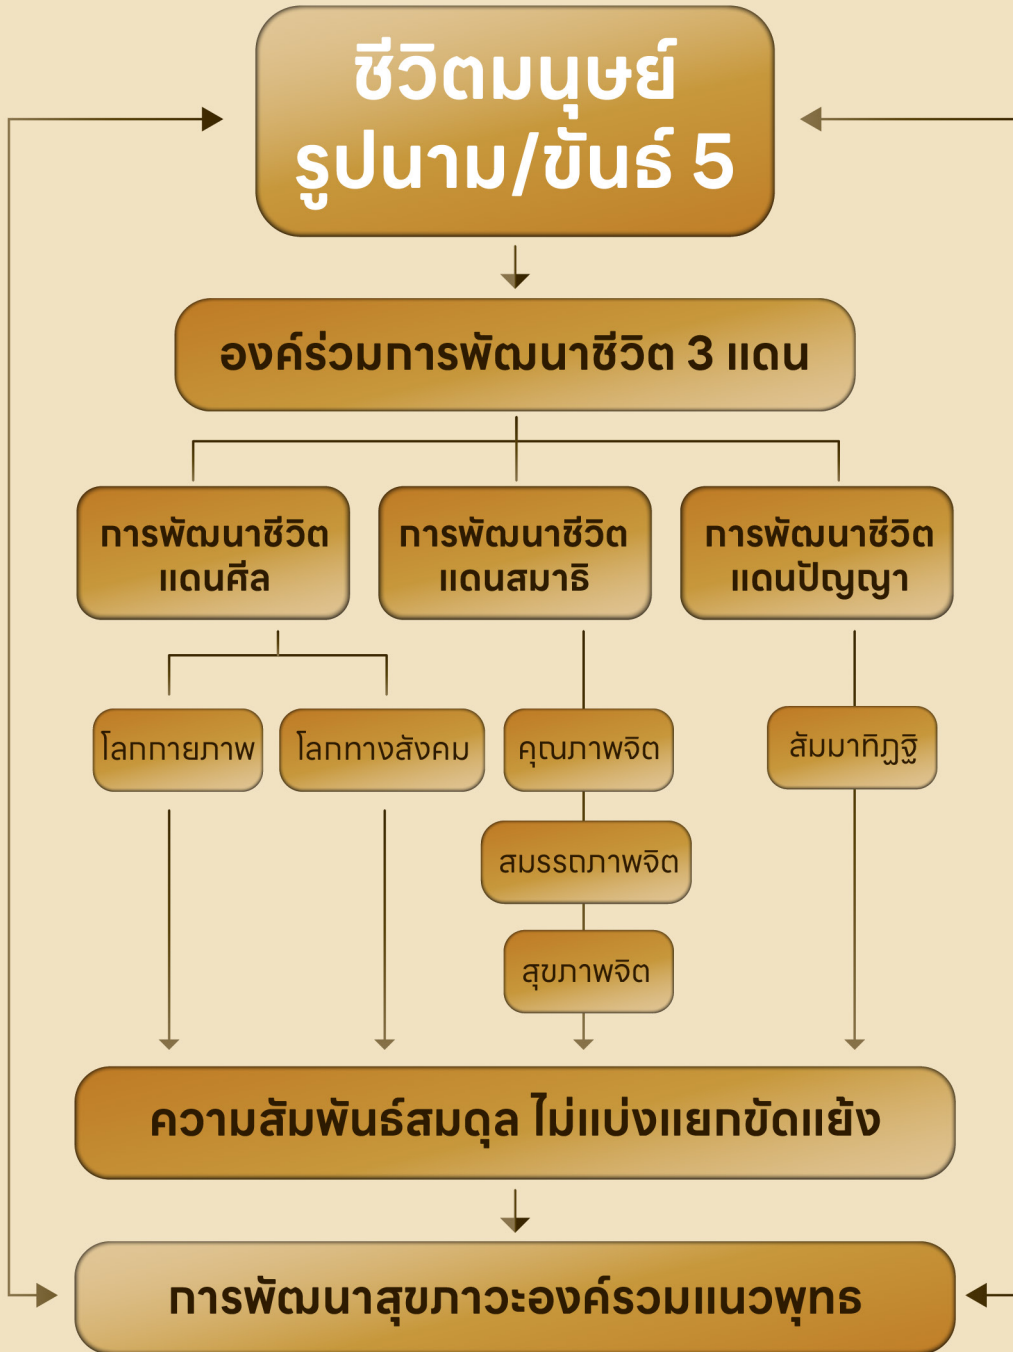 ชีวิตมนุษย์
รูปนาม/ขันธ์ 5
องค์ร่วมการพัฒนาชีวิต 3 แดน
การพัฒนาชีวิต
แดนศีล
การพัฒนาชีวิต
แดนสมาธิ
การพัฒนาชีวิต
แดนปัญญา
โลกกายภาพ
โลกทางสังคม
คุณภาพจิต
สัมมาทิฏฐิ
สมรรถภาพจิต
สุขภาพจิต
ความสัมพันธ์สมดุล ไม่แบ่งแยกขัดแย้ง
การพัฒนาสุขภาวะองค์รวมแนวพุทธ